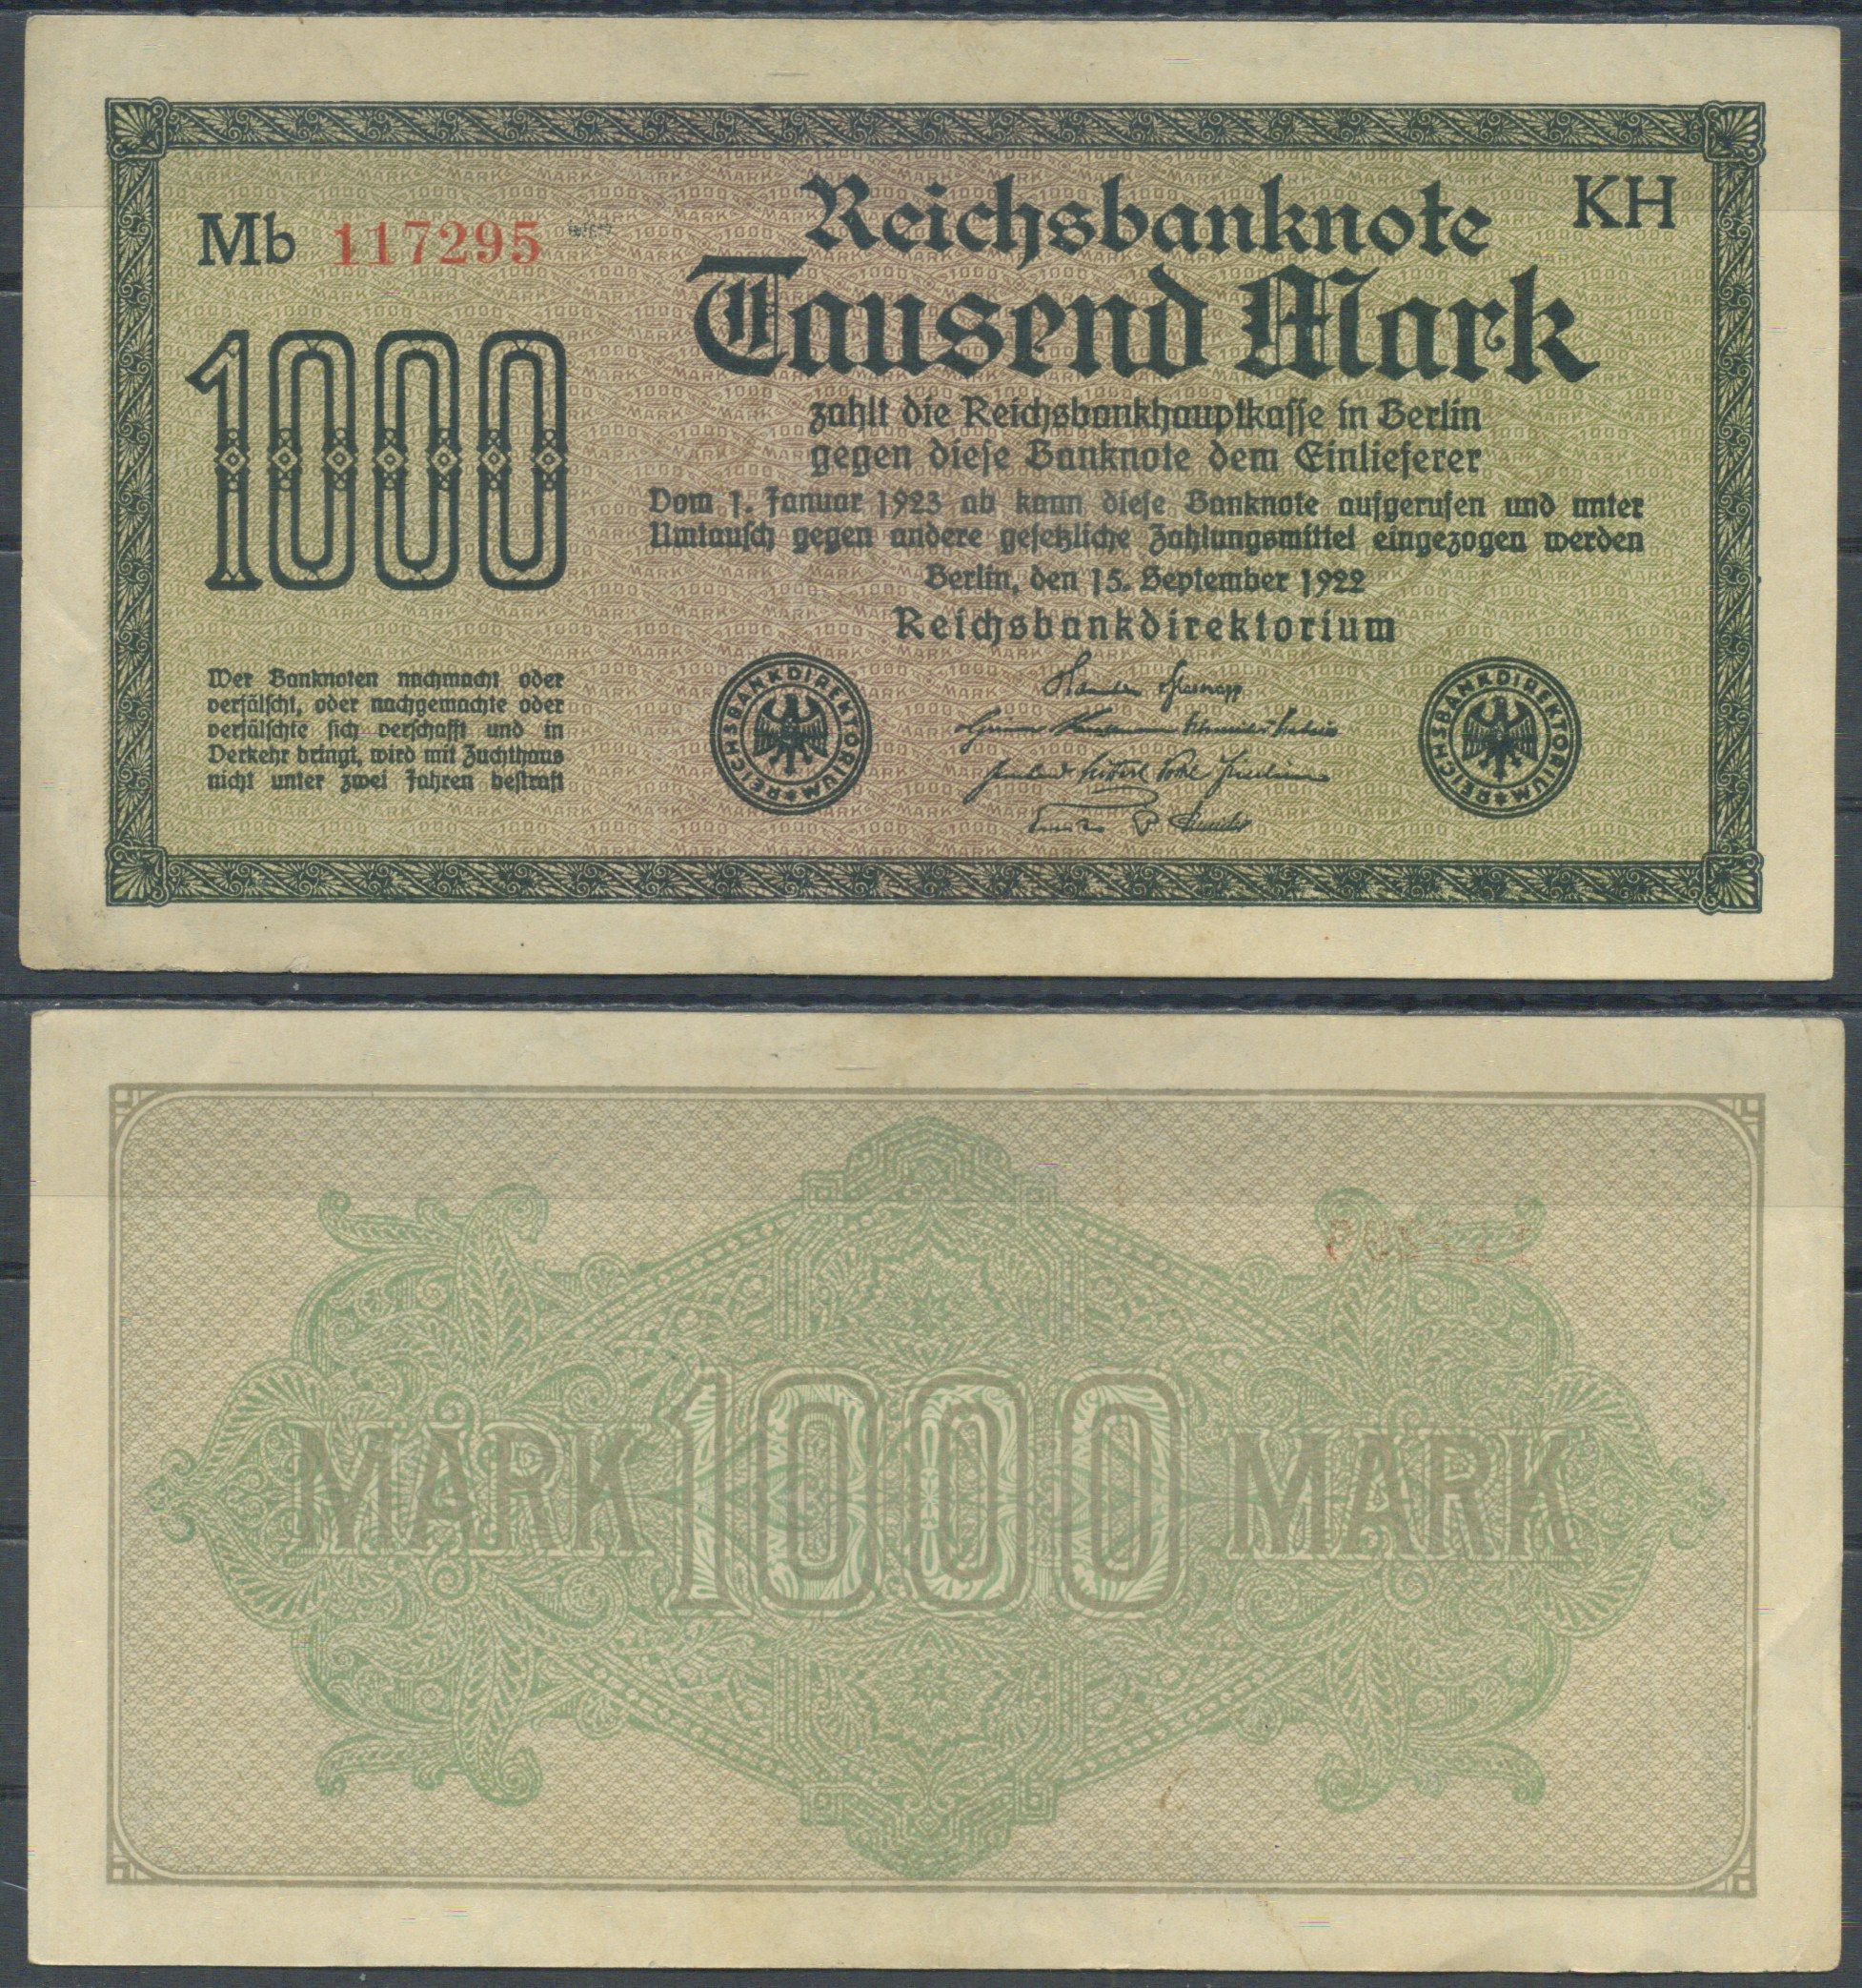 Mb 117295
Reichsbanknote
KH
Tausend Mark
1000
zahlt die Reichsbankhauptkasse in Berlin
gegen diese Banknote dem Einlieferer
Vom 1. Januar 1923 ab kann diese Banknote aufgerufen und unter
Umtausch gegen andere gesetzliche Zahlungsmittel eingezogen werden
Berlin, den 15. September 1922
Reichsbankdirektorium
Wer Banknoten nachmacht oder
verfälscht, oder nachgemachte oder
verfälschte sich verschafft und in
Verkehr bringt, wird mit Zuchthaus
nicht unter zwei Jahren bestraft
REICHSBANKDIREKTORIUM
REICHSBANKDIREKTORIUM
MARK 1000 MARK